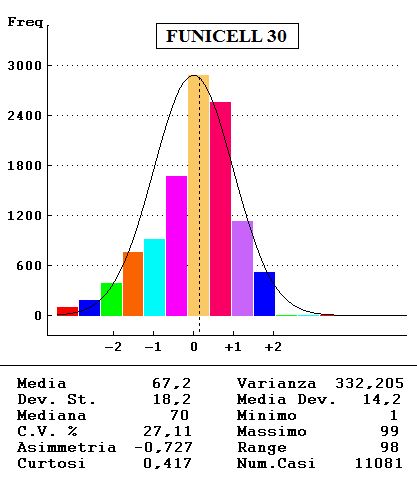 Freq
FUNICELL 30
3000
2400
1800
1200
600
0
-2 -1 0 +1 +2
Media 67,2 Varianza 332,205
Dev. St. 18,2 Media Dev. 14,2
Mediana 70 Minimo 1
C.V. % 27,11 Massimo 99
Asimmetria -0,727 Range 98
Curtosi 0,417 Num.Casi 11081